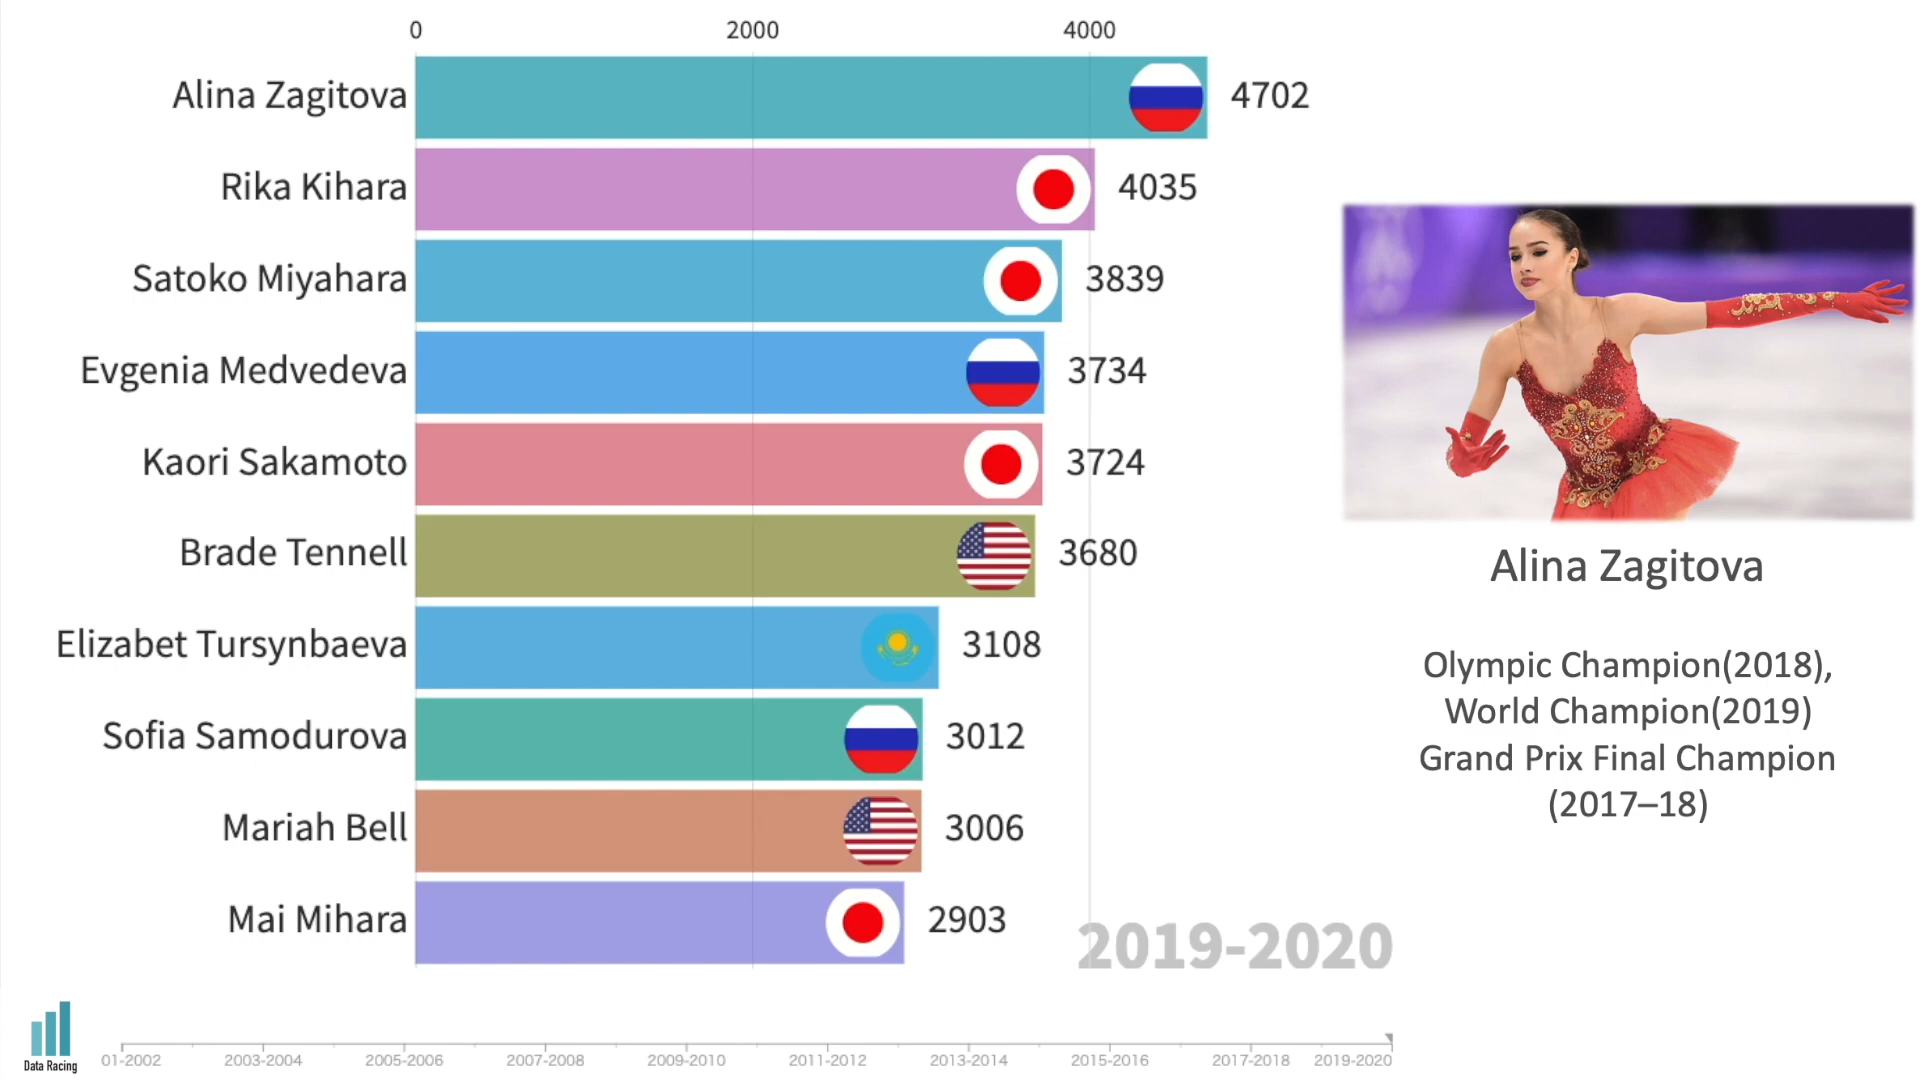 0 2000 4000
Alina Zagitova 4702
Rika Kihara 4035
Satoko Miyahara 3839
Evgenia Medvedeva 3734
Kaori Sakamoto 3724
Brade Tennell 3680
Elizabet Tursynbaeva 3108
Sofia Samodurova 3012
Mariah Bell 3006
Mai Mihara 2903
2019-2020
Alina Zagitova
Olympic Champion(2018),
World Champion(2019)
Grand Prix Final Champion
(2017–18)
01-2002 2003-2004 2005-2006 2007-2008 2009-2010 2011-2012 2013-2014 2015-2016 2017-2018 2019-2020
Data Racing